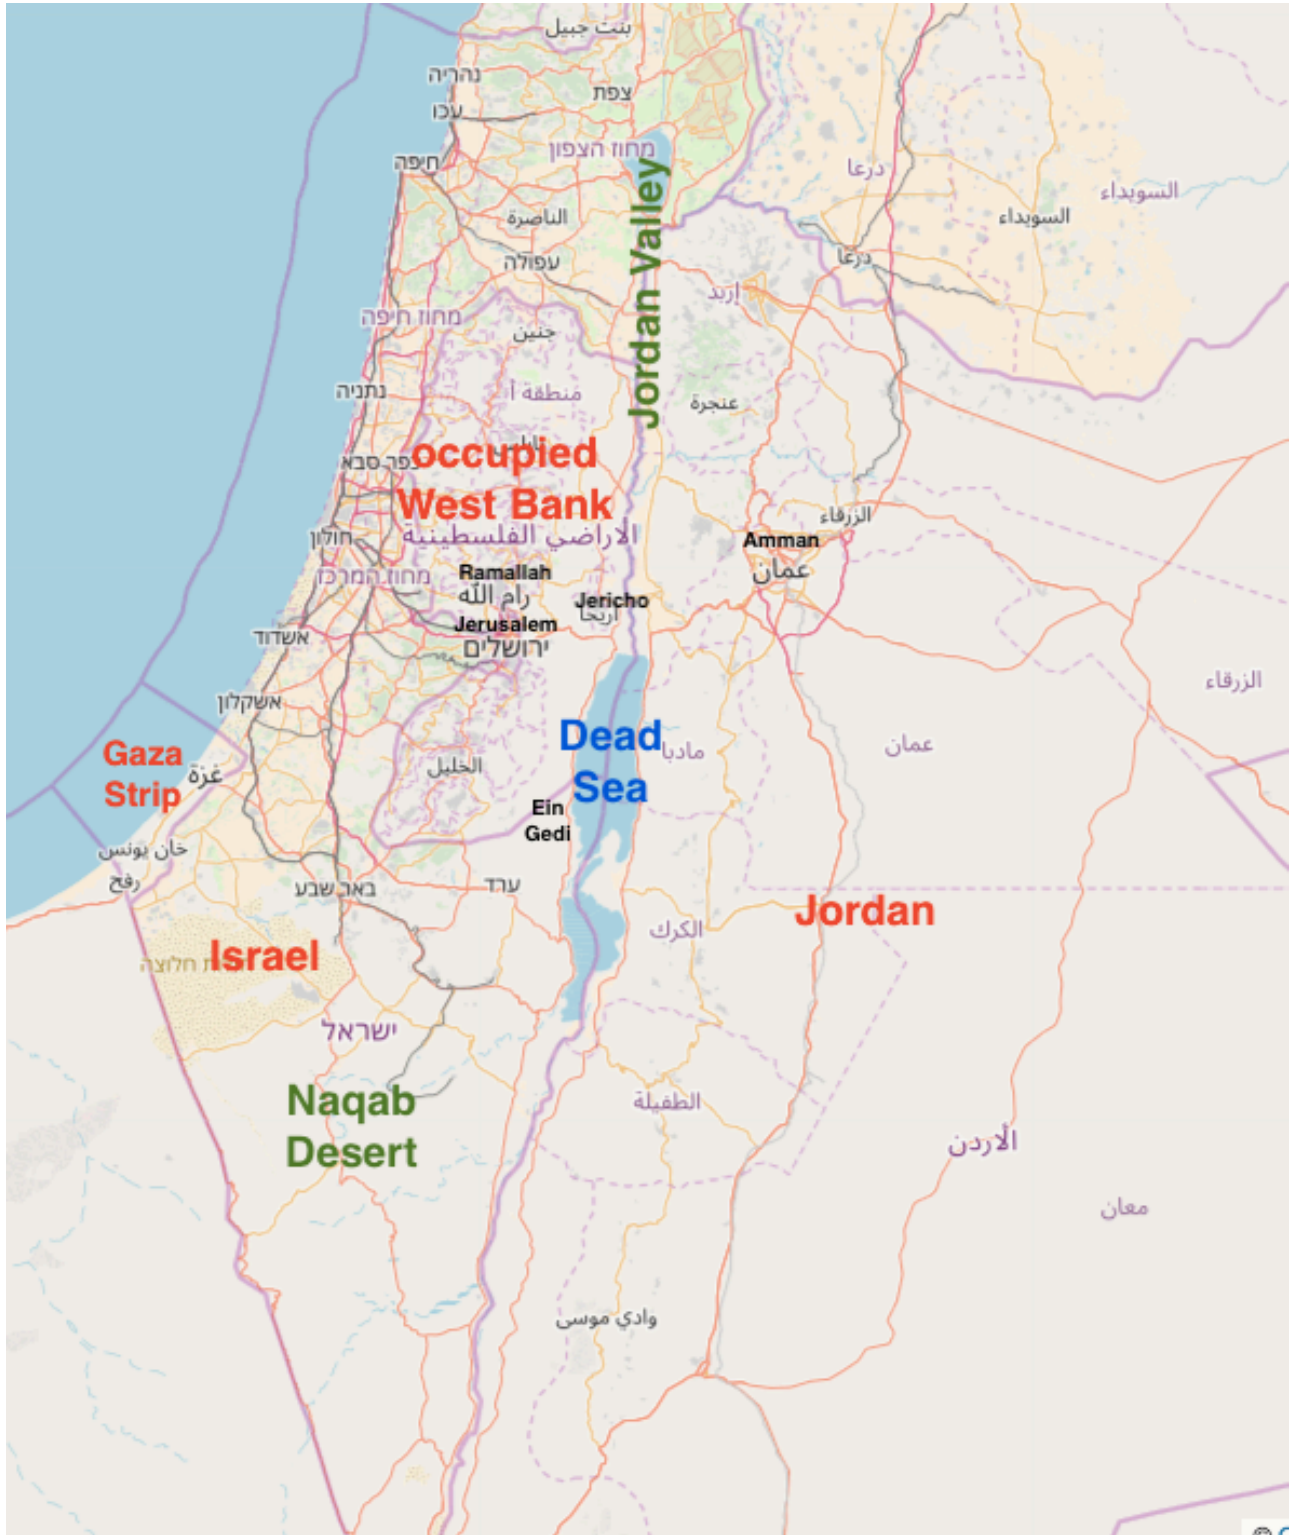 بنت جبيل
נהריה
צפת
עכו
מחוז הצפון
חיפה
درعا
السويداء
السويداء
الناصرة
Jordan Valley
עפולה
درعا
إربد
מחוז חיפה
جنين
נתניה
منطقة أ
عنجرة
occupied
כפר סבא
West Bank
الزرقاء
الأراضي الفلسطينية
חולון
Amman
عمان
מחוז המרכז
Ramallah
رام الله
Jericho
أريحا
Jerusalem
ירושלים
אשדוד
الزرقاء
אשקלון
Dead
Sea
مادبا
عمان
Gaza
Strip
غزة
الخليل
Ein
Gedi
خان يونس
رفح
באר שבע
ערד
Jordan
الكرك
Israel
חלוצה
ישראל
Naqab
Desert
الطفيلة
الأردن
معان
وادي موسى
©